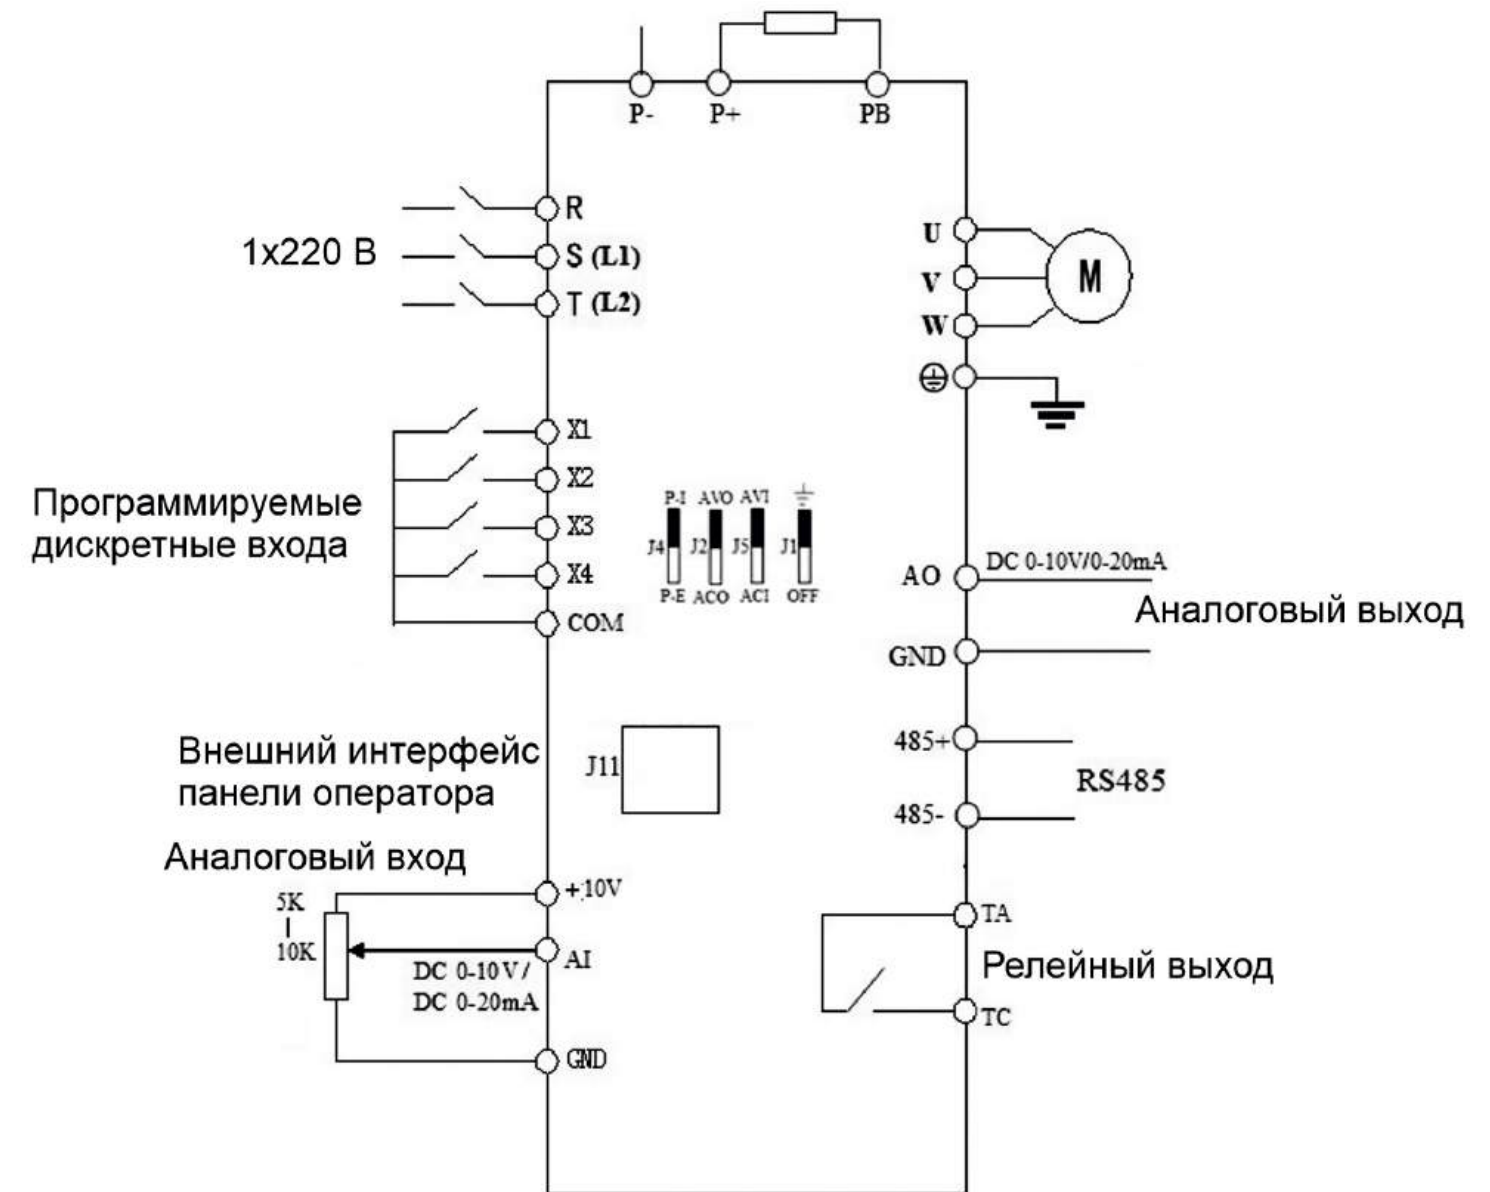 P-
P+
PB
R
1x220 В
S (L1)
T (L2)
U
V
M
W
X1
X2
X3
X4
COM
Программируемые
дискретные входа
P-I AVO AVI
J4 J2 J5 J1
P-E ACO ACI OFF
AO
DC 0-10V/0-20mA
Аналоговый выход
GND
Внешний интерфейс
панели оператора
J11
485+
RS485
485-
Аналоговый вход
5K
10K
+10V
AI
DC 0-10V/
DC 0-20mA
GND
TA
Релейный выход
TC